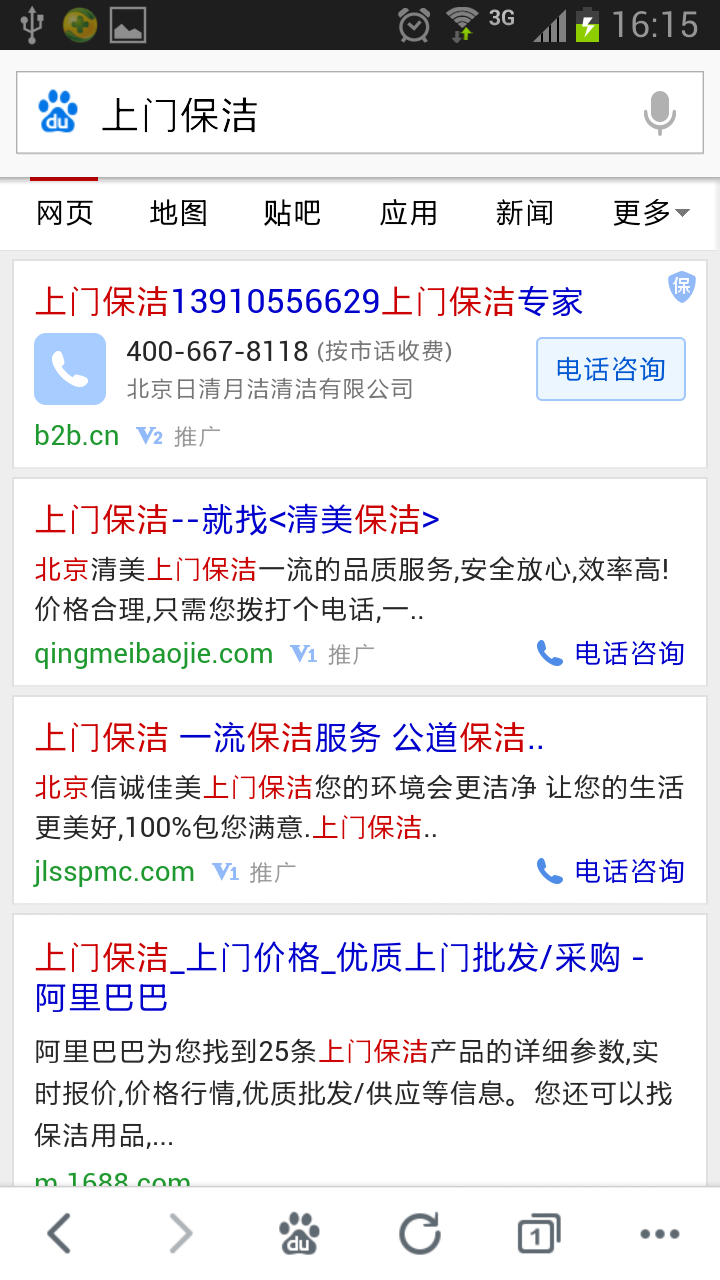 3G 16:15
du 上门保洁
网页 地图 贴吧 应用 新闻 更多
上门保洁13910556629上门保洁专家 保
400-667-8118 (按市话收费)
北京日清月洁清洁有限公司
电话咨询
b2b.cn V2 推广
上门保洁--就找<清美保洁>
北京清美上门保洁一流的品质服务,安全放心,效率高!
价格合理,只需您拨打个电话,一..
qingmeibaojie.com V1 推广 电话咨询
上门保洁 一流保洁服务 公道保洁..
北京信诚佳美上门保洁您的环境会更洁净 让您的生活
更美好,100%包您满意.上门保洁..
jlsspmc.com V1 推广 电话咨询
上门保洁_上门价格_优质上门批发/采购 -
阿里巴巴
阿里巴巴为您找到25条上门保洁产品的详细参数,实
时报价,价格行情,优质批发/供应等信息。您还可以找
保洁用品,...
m.1688.com
du 1